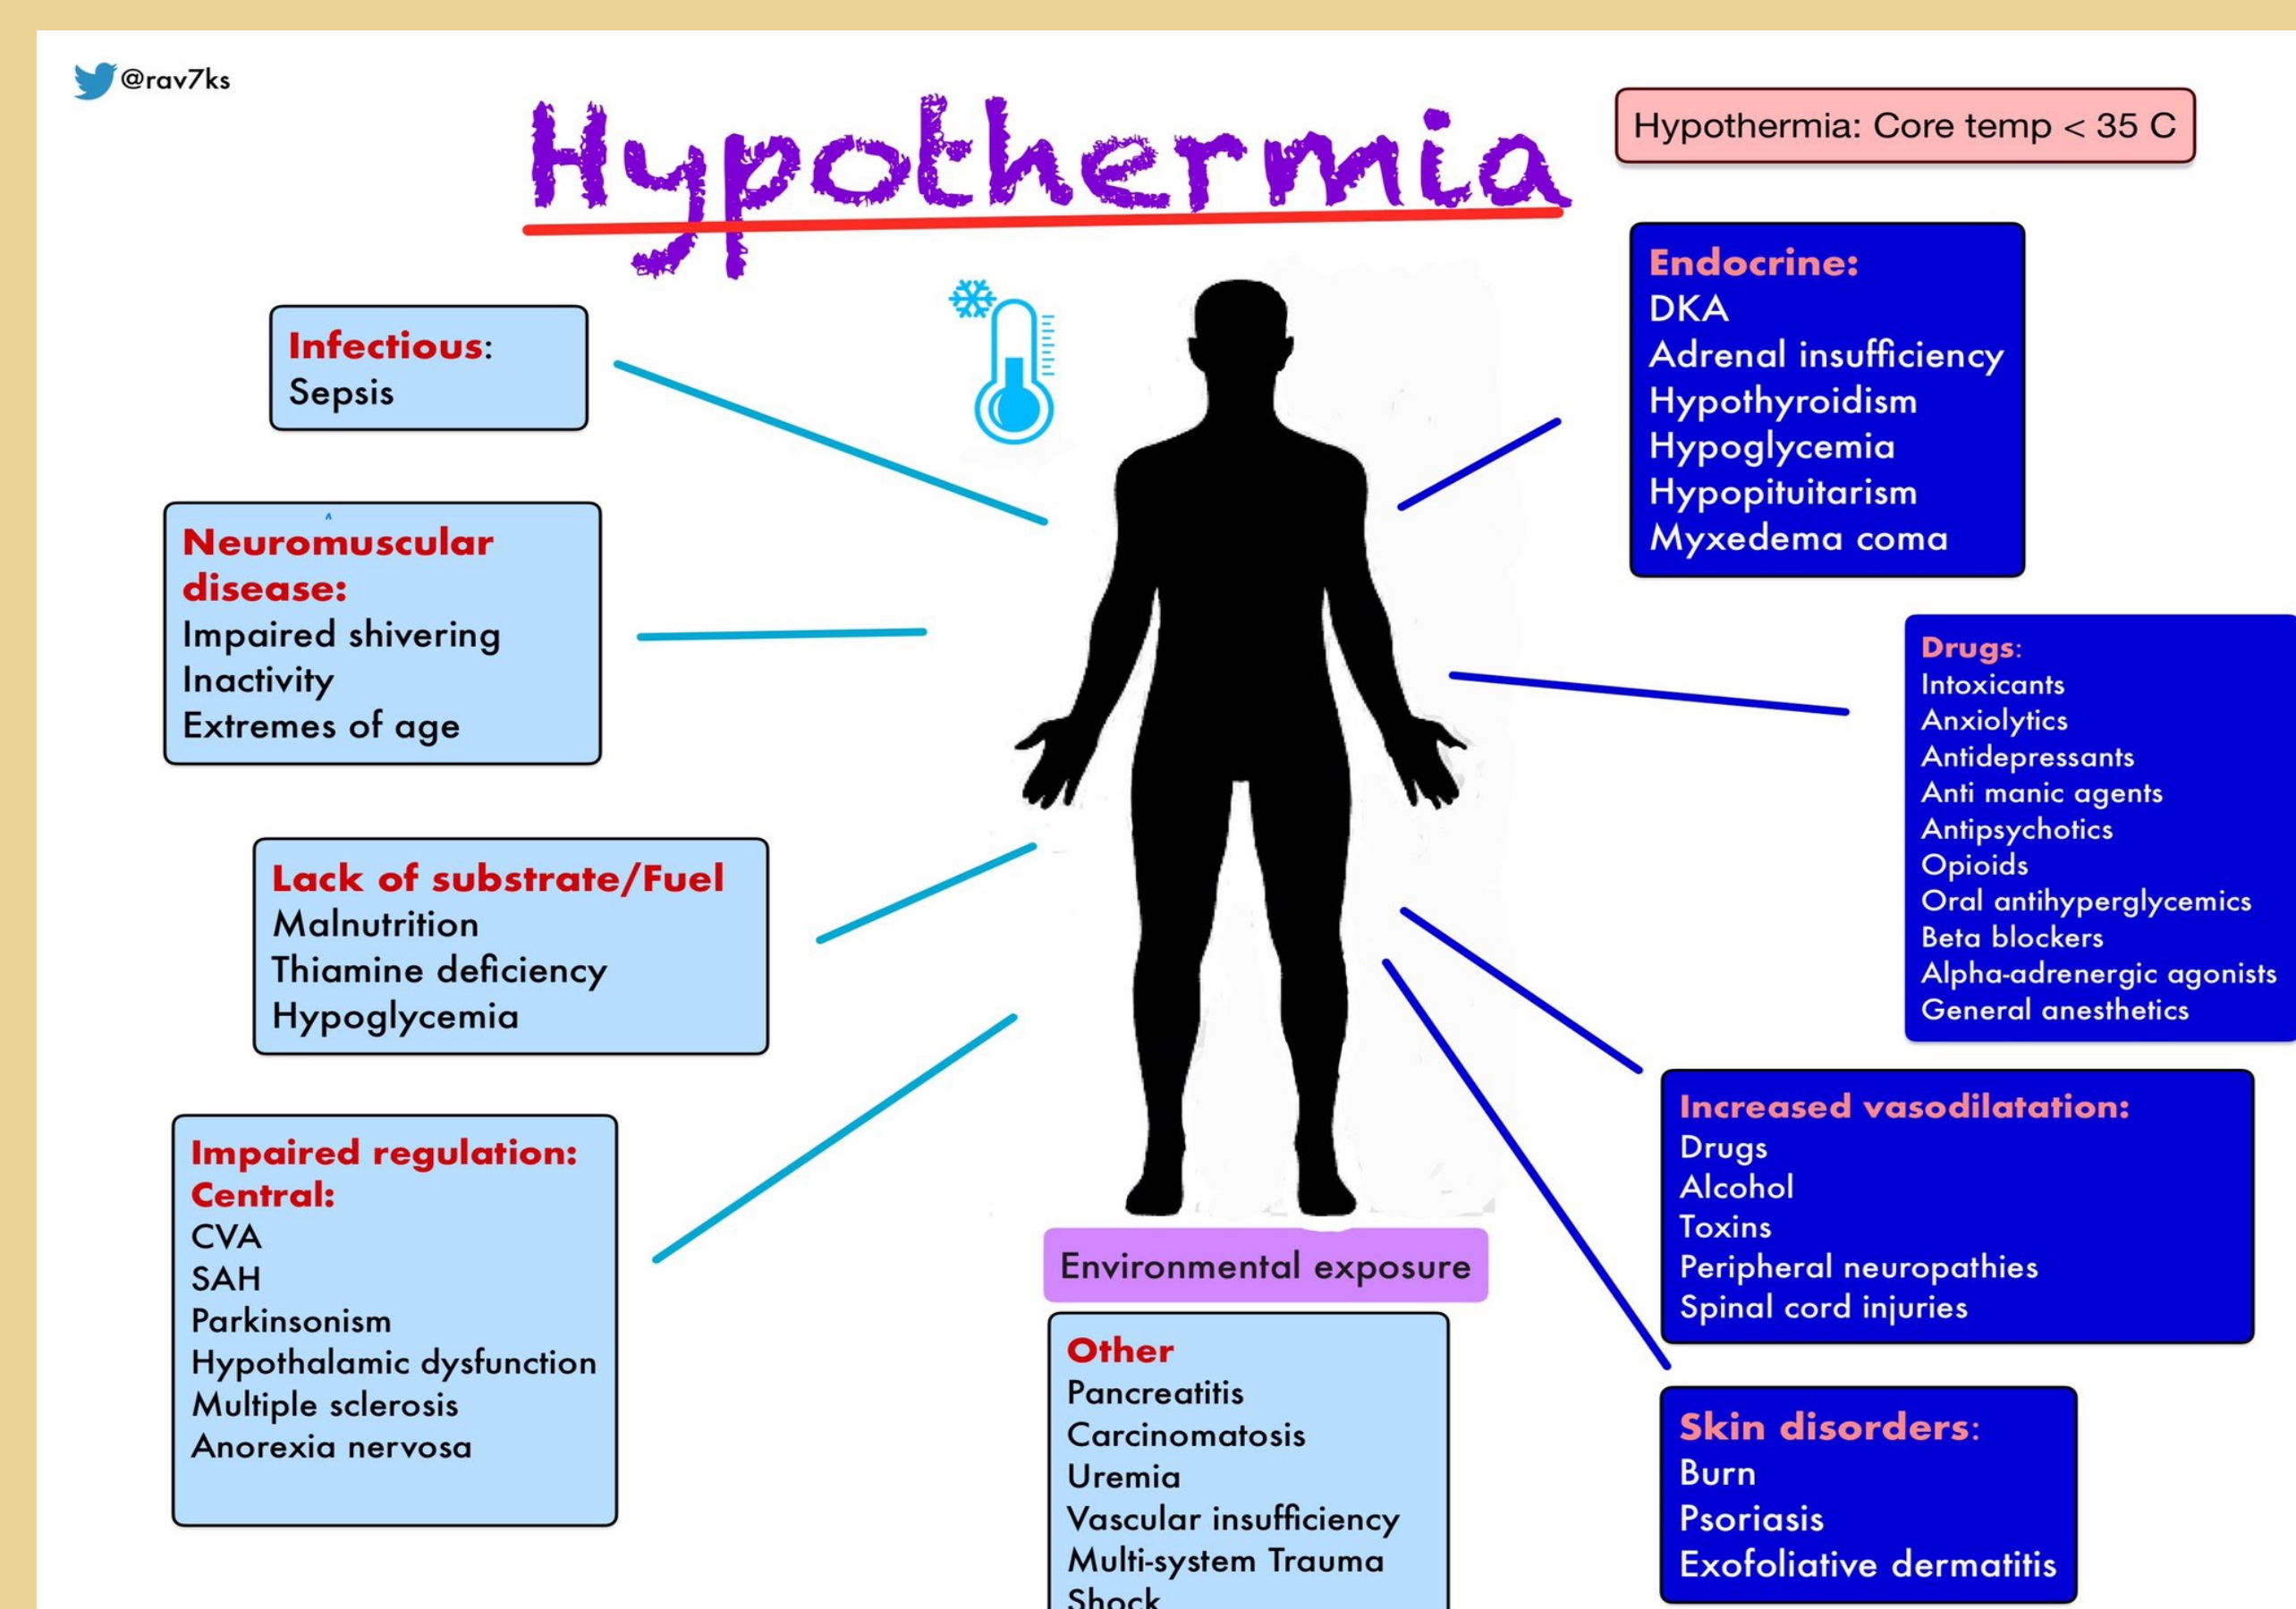 @rav7ks
Hypothermia
Hypothermia: Core temp < 35 C
Infectious:
Sepsis
Neuromuscular
disease:
Impaired shivering
Inactivity
Extremes of age
Lack of substrate/Fuel
Malnutrition
Thiamine deficiency
Hypoglycemia
Impaired regulation:
Central:
CVA
SAH
Parkinsonism
Hypothalamic dysfunction
Multiple sclerosis
Anorexia nervosa
Environmental exposure
Other
Pancreatitis
Carcinomatosis
Uremia
Vascular insufficiency
Multi-system Trauma
Shock
Endocrine:
DKA
Adrenal insufficiency
Hypothyroidism
Hypoglycemia
Hypopituitarism
Myxedema coma
Drugs:
Intoxicants
Anxiolytics
Antidepressants
Anti manic agents
Antipsychotics
Opioids
Oral antihyperglycemics
Beta blockers
Alpha-adrenergic agonists
General anesthetics
Increased vasodilatation:
Drugs
Alcohol
Toxins
Peripheral neuropathies
Spinal cord injuries
Skin disorders:
Burn
Psoriasis
Exofoliative dermatitis